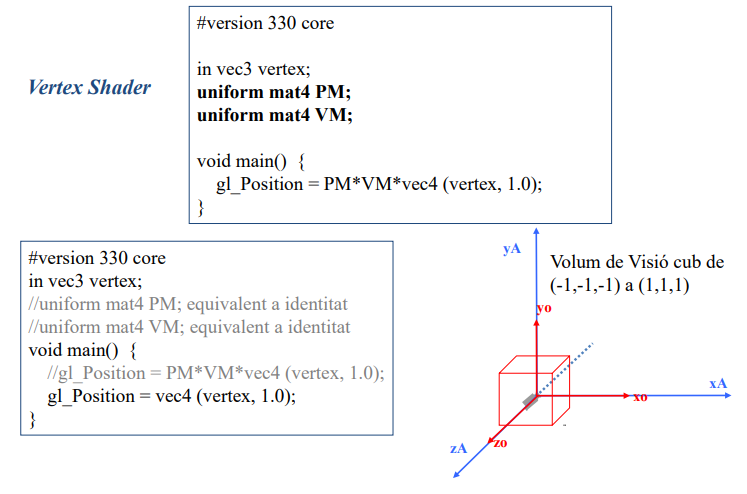 #version 330 core
in vec3 vertex;
uniform mat4 PM;
uniform mat4 VM;
void main() {
gl_Position = PM*VM*vec4 (vertex, 1.0);
}
Vertex Shader
#version 330 core
in vec3 vertex;
//uniform mat4 PM; equivalent a identitat
//uniform mat4 VM; equivalent a identitat
void main() {
//gl_Position = PM*VM*vec4 (vertex, 1.0);
gl_Position = vec4 (vertex, 1.0);
}
yA
Volum de Visió cub de
(-1,-1,-1) a (1,1,1)
yo
xA
xo
zo
zA